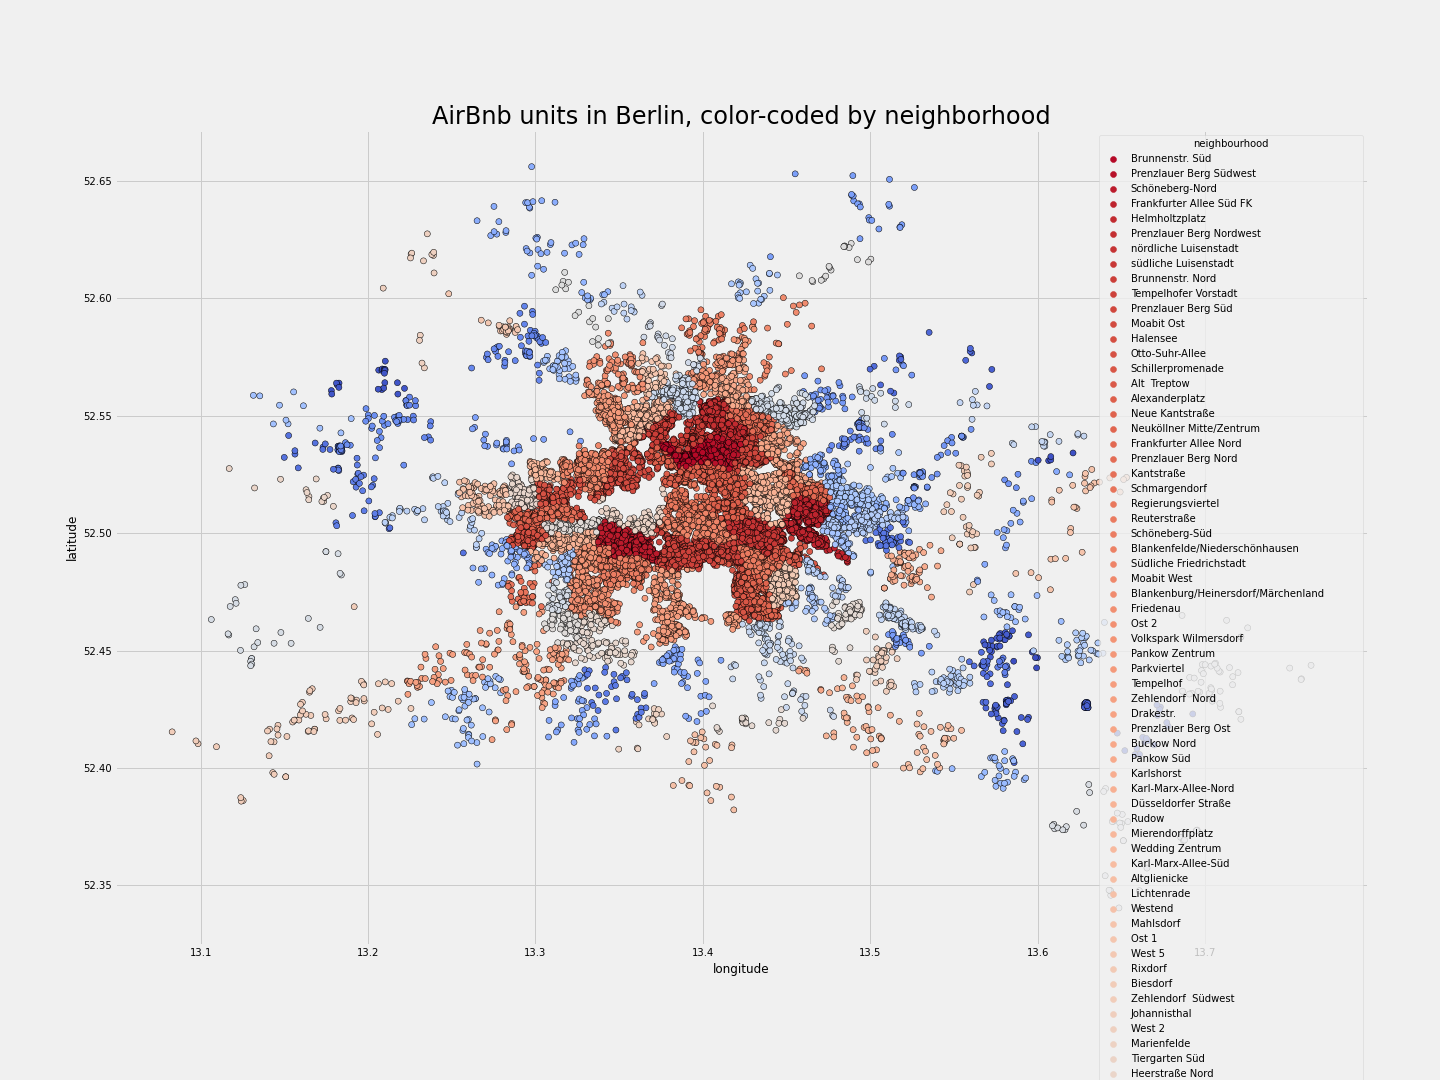 AirBnb units in Berlin, color-coded by neighborhood
latitude
52.65
52.60
52.55
52.50
52.45
52.40
52.35
13.1
13.2
13.3
13.4
13.5
13.6
13.7
longitude
neighbourhood
Brunnenstr. Süd
Prenzlauer Berg Südwest
Schöneberg-Nord
Frankfurter Allee Süd FK
Helmholtzplatz
Prenzlauer Berg Nordwest
nördliche Luisenstadt
südliche Luisenstadt
Brunnenstr. Nord
Tempelhofer Vorstadt
Prenzlauer Berg Süd
Moabit Ost
Halensee
Otto-Suhr-Allee
Schillerpromenade
Alt  Treptow
Alexanderplatz
Neue Kantstraße
Neuköllner Mitte/Zentrum
Frankfurter Allee Nord
Prenzlauer Berg Nord
Kantstraße
Schmargendorf
Regierungsviertel
Reuterstraße
Schöneberg-Süd
Blankenfelde/Niederschönhausen
Südliche Friedrichstadt
Moabit West
Blankenburg/Heinersdorf/Märchenland
Friedenau
Ost 2
Volkspark Wilmersdorf
Pankow Zentrum
Parkviertel
Tempelhof
Zehlendorf  Nord
Drakestr.
Prenzlauer Berg Ost
Buckow Nord
Pankow Süd
Karlshorst
Karl-Marx-Allee-Nord
Düsseldorfer Straße
Rudow
Mierendorffplatz
Wedding Zentrum
Karl-Marx-Allee-Süd
Altglienicke
Lichtenrade
Westend
Mahlsdorf
Ost 1
West 5
Rixdorf
Biesdorf
Zehlendorf  Südwest
Johannisthal
West 2
Marienfelde
Tiergarten Süd
Heerstraße Nord